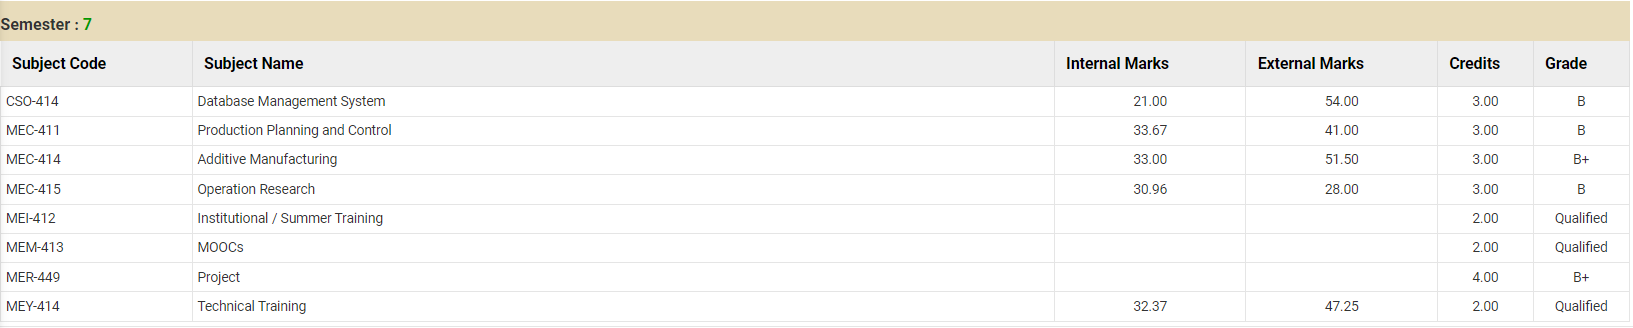 Semester : 7
Subject Code Subject Name Internal Marks External Marks Credits Grade
CSO-414 Database Management System 21.00 54.00 3.00 B
MEC-411 Production Planning and Control 33.67 41.00 3.00 B
MEC-414 Additive Manufacturing 33.00 51.50 3.00 B+
MEC-415 Operation Research 30.96 28.00 3.00 B
MEI-412 Institutional / Summer Training 2.00 Qualified
MEM-413 MOOCs 2.00 Qualified
MER-449 Project 4.00 B+
MEY-414 Technical Training 32.37 47.25 2.00 Qualified